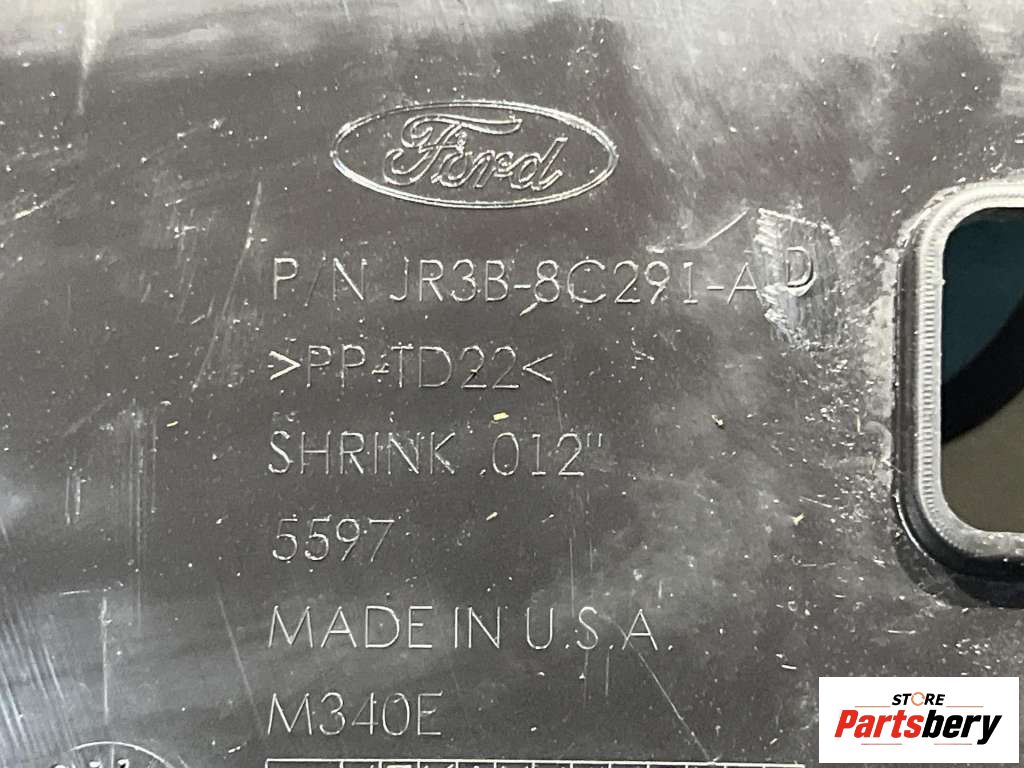 Ford
P/N JR3B-8C291-AD
>PP-TD22<
SHRINK .012"
5597
MADE IN U.S.A.
M340E
STORE
Partsbery